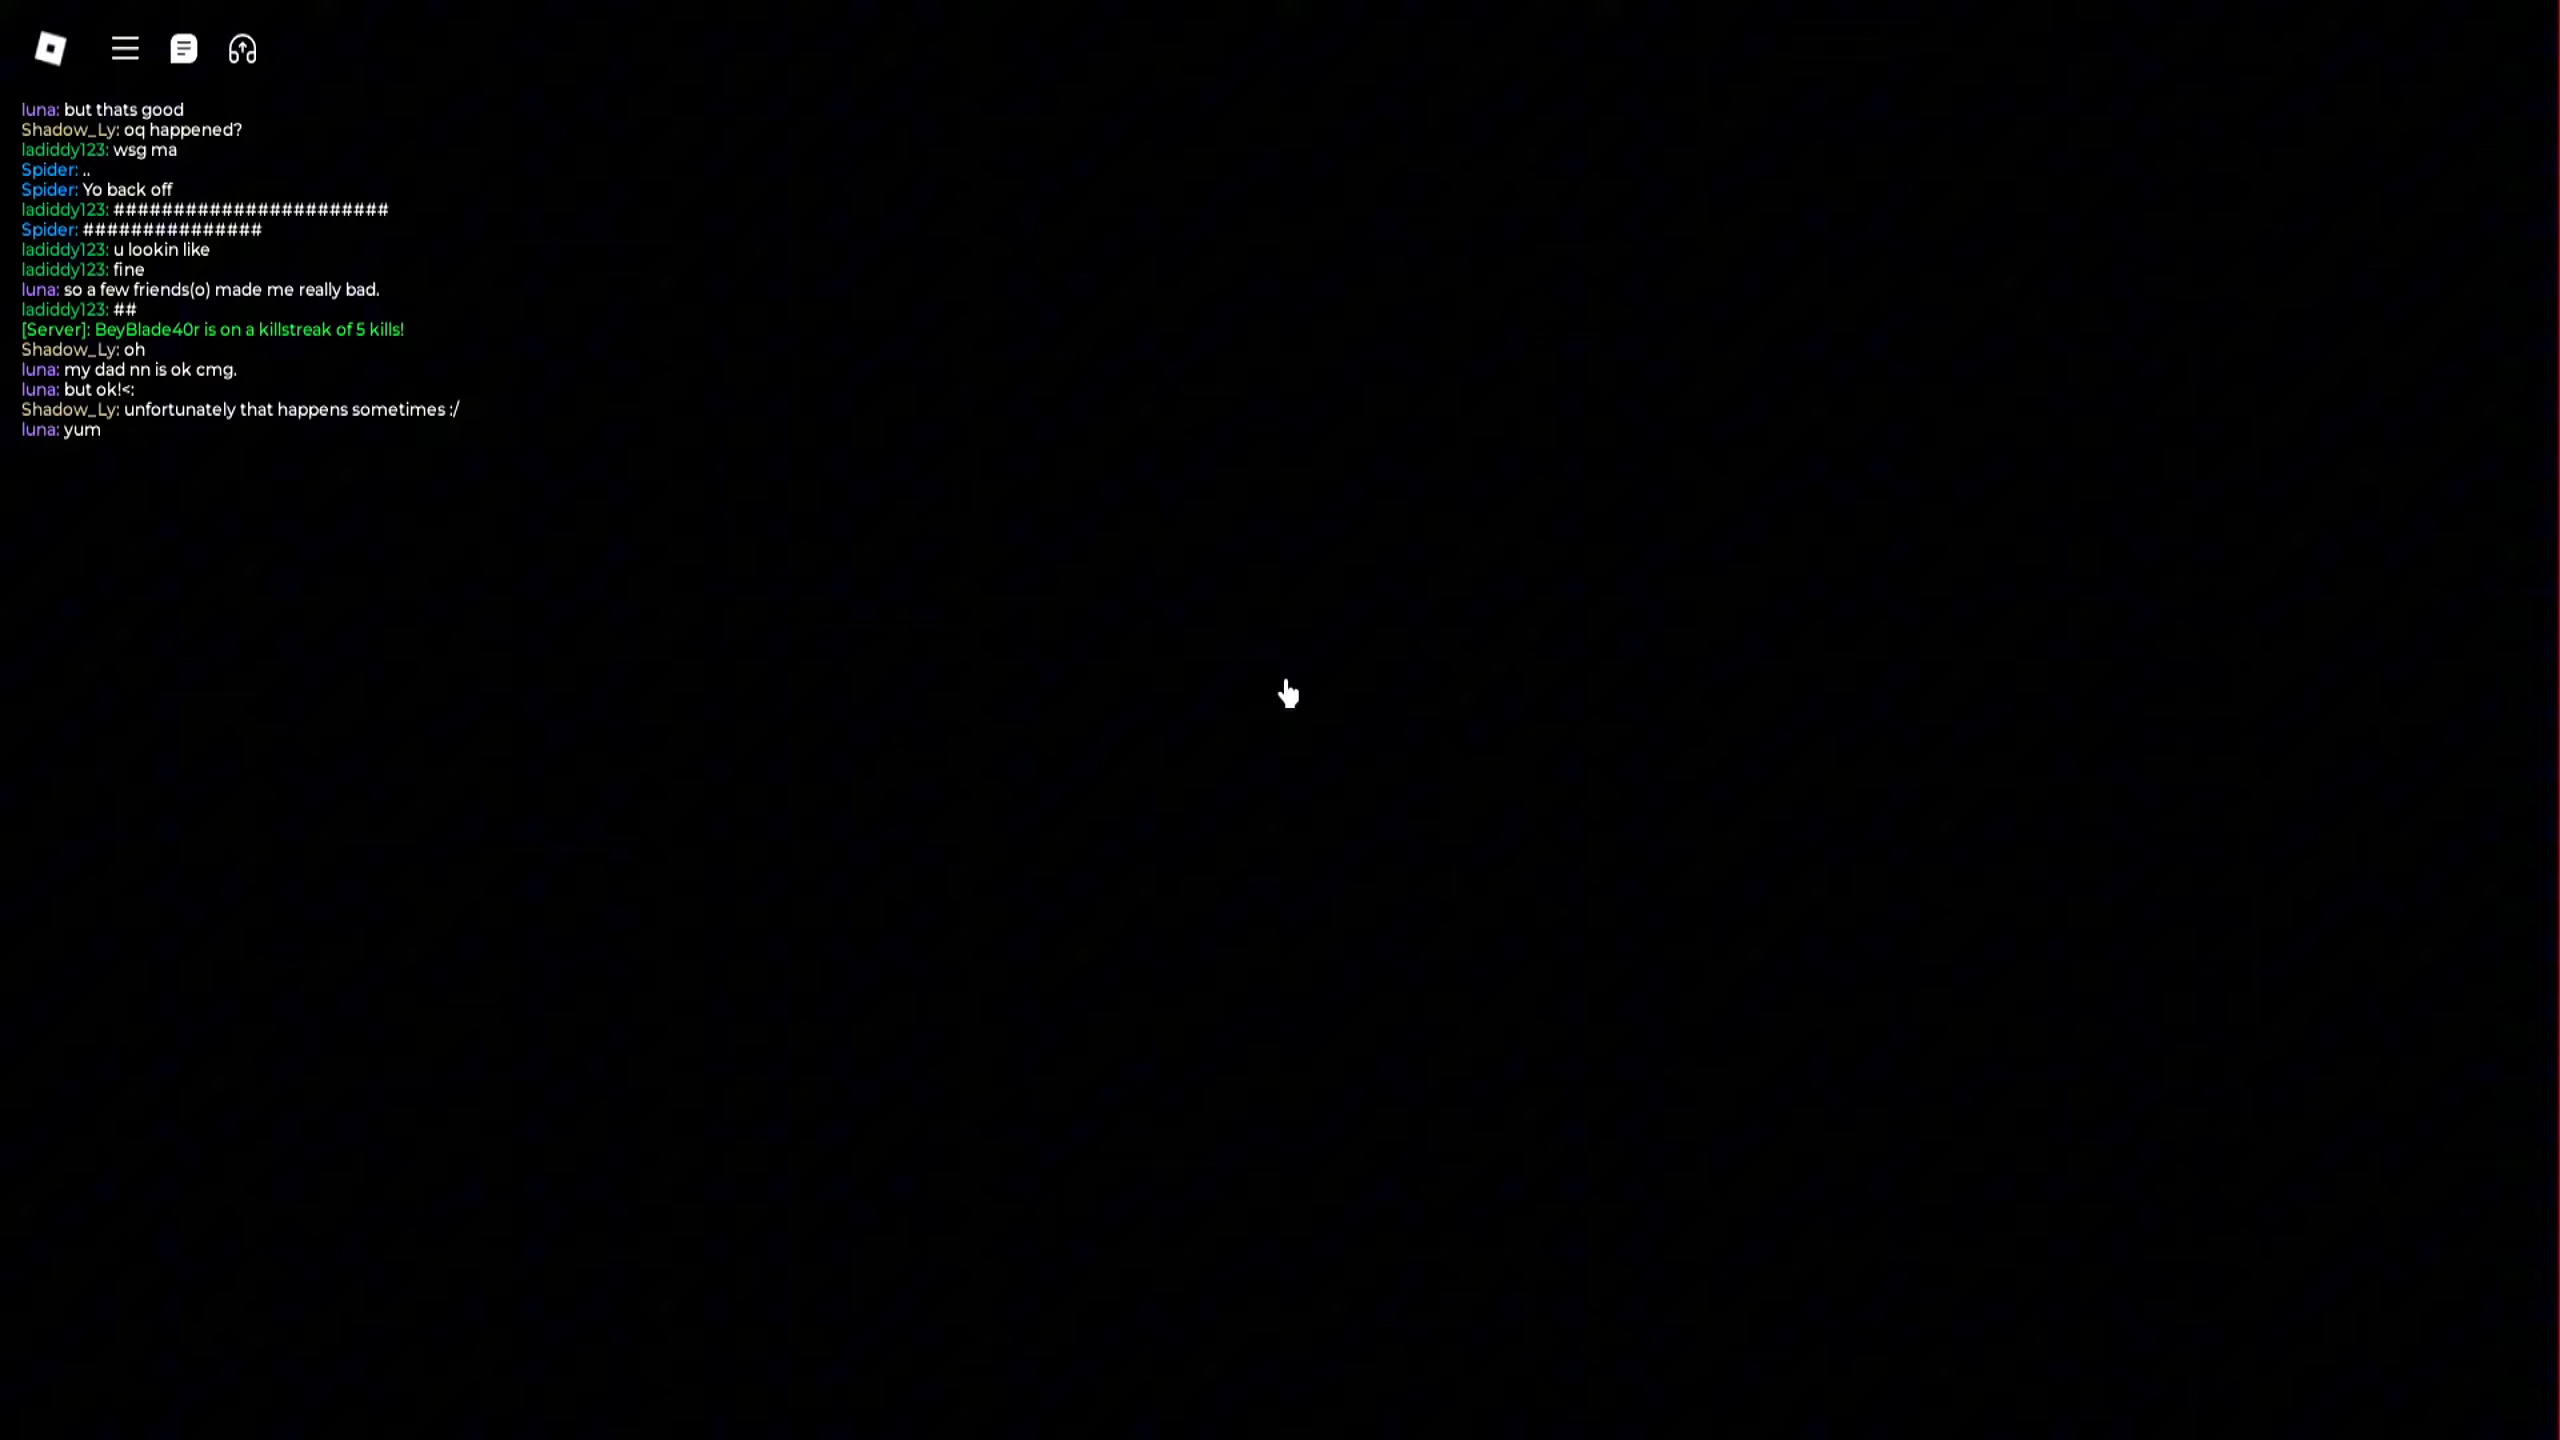 luna: but thats good
Shadow_Ly: oq happened?
ladiddy123: wsg ma
Spider: ..
Spider: Yo back off
ladiddy123: #######################
Spider: ###############
ladiddy123: u lookin like
ladiddy123: fine
luna: so a few friends(o) made me really bad.
ladiddy123: ##
[Server]: BeyBlade40r is on a killstreak of 5 kills!
Shadow_Ly: oh
luna: my dad nn is ok cmg.
luna: but ok!<:
Shadow_Ly: unfortunately that happens sometimes :/
luna: yum